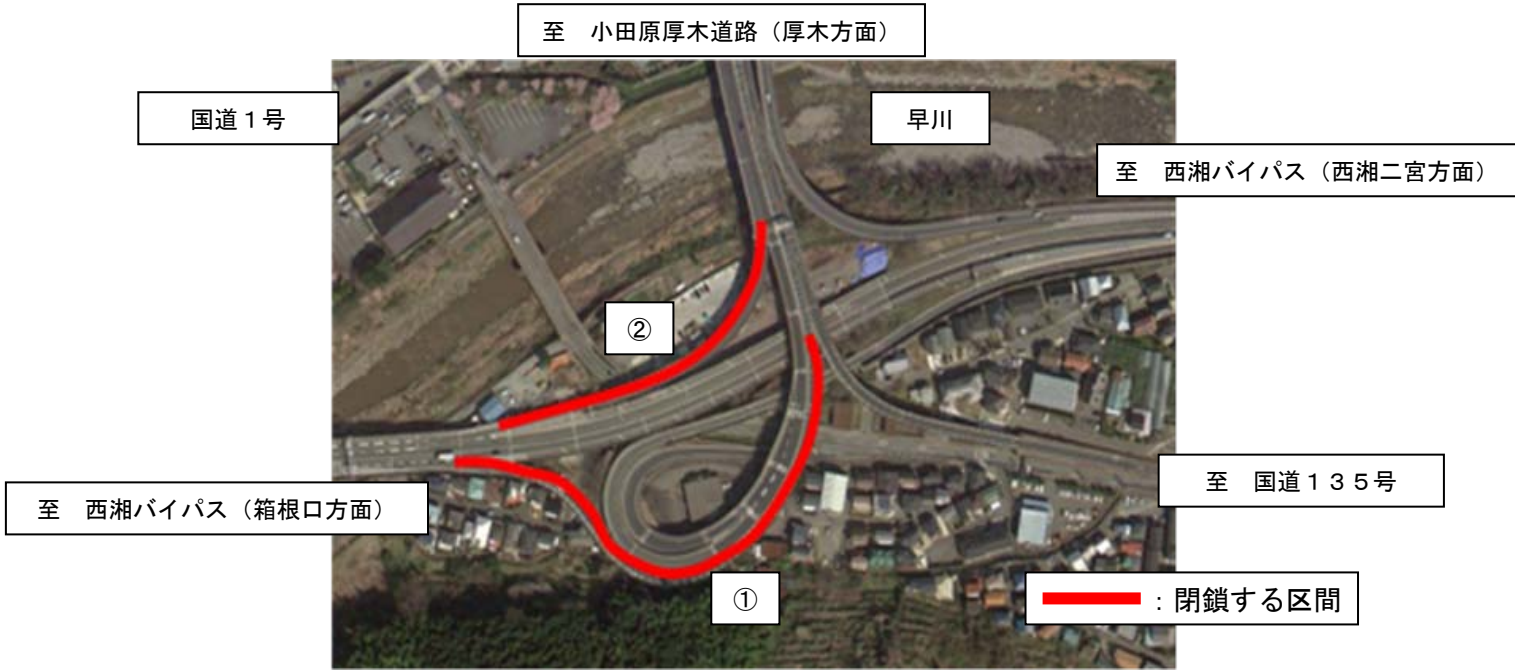 至　小田原厚木道路（厚木方面）
国道１号
早川
至　西湘バイパス（西湘二宮方面）
②
至　国道１３５号
至　西湘バイパス（箱根口方面）
①
：閉鎖する区間